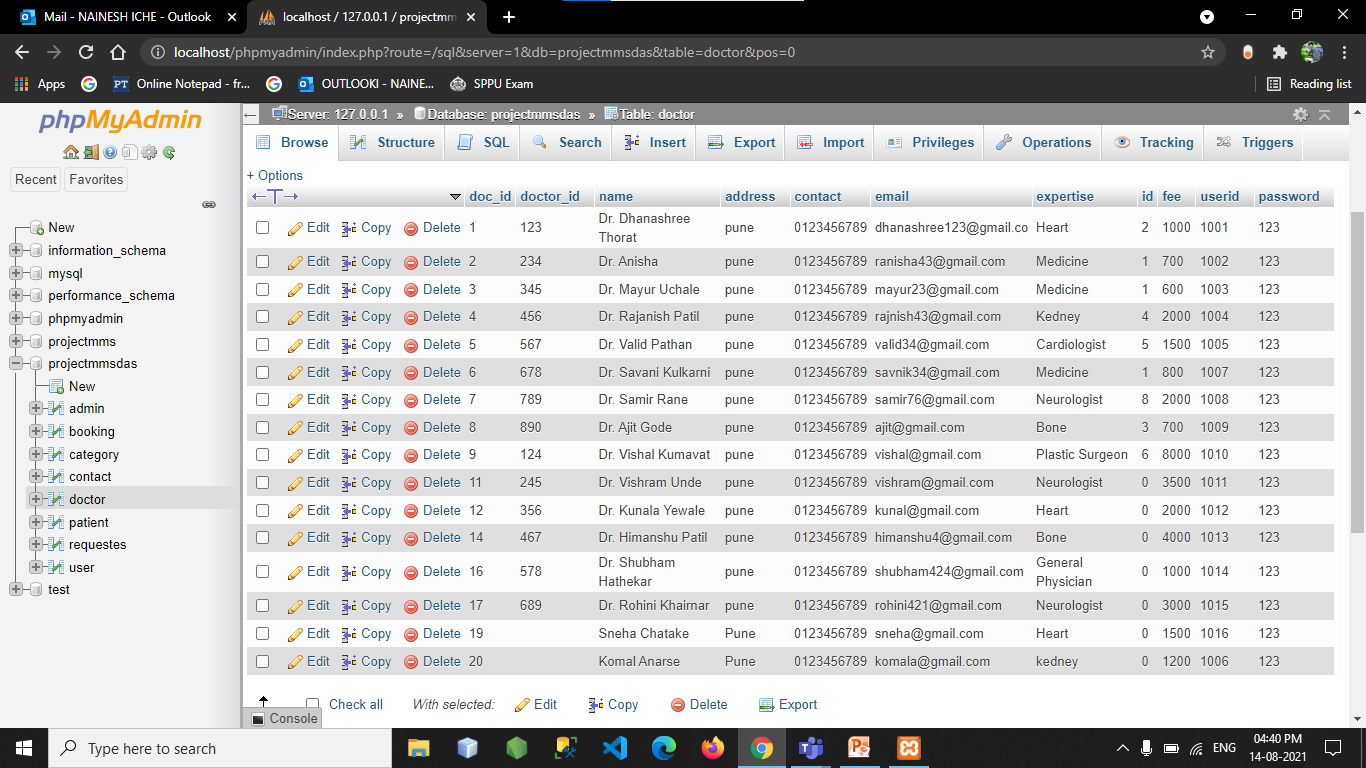 Mail - NAINESH ICHE - Outlook
localhost / 127.0.0.1 / projectmm
localhost/phpmyadmin/index.php?route=/sql&server=1&db=projectmmsdas&table=doctor&pos=0
Apps PT Online Notepad - fr... OUTLOOKI - NAINE... SPPU Exam Reading list
phpMyAdmin
Recent Favorites
New
information_schema
mysql
performance_schema
phpmyadmin
projectmms
projectmmsdas
New
admin
booking
category
contact
doctor
patient
requestes
user
test
Server: 127.0.0.1 » Database: projectmmsdas » Table: doctor
Browse Structure SQL Search Insert Export Import Privileges Operations Tracking Triggers
+ Options
doc_id doctor_id name address contact email expertise id fee userid password
Edit Copy Delete 1 123 Dr. Dhanashree Thorat pune 0123456789 dhanashree123@gmail.co Heart 2 1000 1001 123
Edit Copy Delete 2 234 Dr. Anisha pune 0123456789 ranisha43@gmail.com Medicine 1 700 1002 123
Edit Copy Delete 3 345 Dr. Mayur Uchale pune 0123456789 mayur23@gmail.com Medicine 1 600 1003 123
Edit Copy Delete 4 456 Dr. Rajanish Patil pune 0123456789 rajnish43@gmail.com Kedney 4 2000 1004 123
Edit Copy Delete 5 567 Dr. Valid Pathan pune 0123456789 valid34@gmail.com Cardiologist 5 1500 1005 123
Edit Copy Delete 6 678 Dr. Savani Kulkarni pune 0123456789 savnik34@gmail.com Medicine 1 800 1007 123
Edit Copy Delete 7 789 Dr. Samir Rane pune 0123456789 samir76@gmail.com Neurologist 8 2000 1008 123
Edit Copy Delete 8 890 Dr. Ajit Gode pune 0123456789 ajit@gmail.com Bone 3 700 1009 123
Edit Copy Delete 9 124 Dr. Vishal Kumavat pune 0123456789 vishal@gmail.com Plastic Surgeon 6 8000 1010 123
Edit Copy Delete 11 245 Dr. Vishram Unde pune 0123456789 vishram@gmail.com Neurologist 0 3500 1011 123
Edit Copy Delete 12 356 Dr. Kunala Yewale pune 0123456789 kunal@gmail.com Heart 0 2000 1012 123
Edit Copy Delete 14 467 Dr. Himanshu Patil pune 0123456789 himanshu4@gmail.com Bone 0 4000 1013 123
Edit Copy Delete 16 578 Dr. Shubham Hathekar pune 0123456789 shubham424@gmail.com General Physician 0 1000 1014 123
Edit Copy Delete 17 689 Dr. Rohini Khairnar pune 0123456789 rohini421@gmail.com Neurologist 0 3000 1015 123
Edit Copy Delete 19 Sneha Chatake Pune 0123456789 sneha@gmail.com Heart 0 1500 1016 123
Edit Copy Delete 20 Komal Anarse Pune 0123456789 komala@gmail.com kedney 0 1200 1006 123
Check all With selected: Edit Copy Delete Export
Console
Type here to search
ENG
04:40 PM
14-08-2021